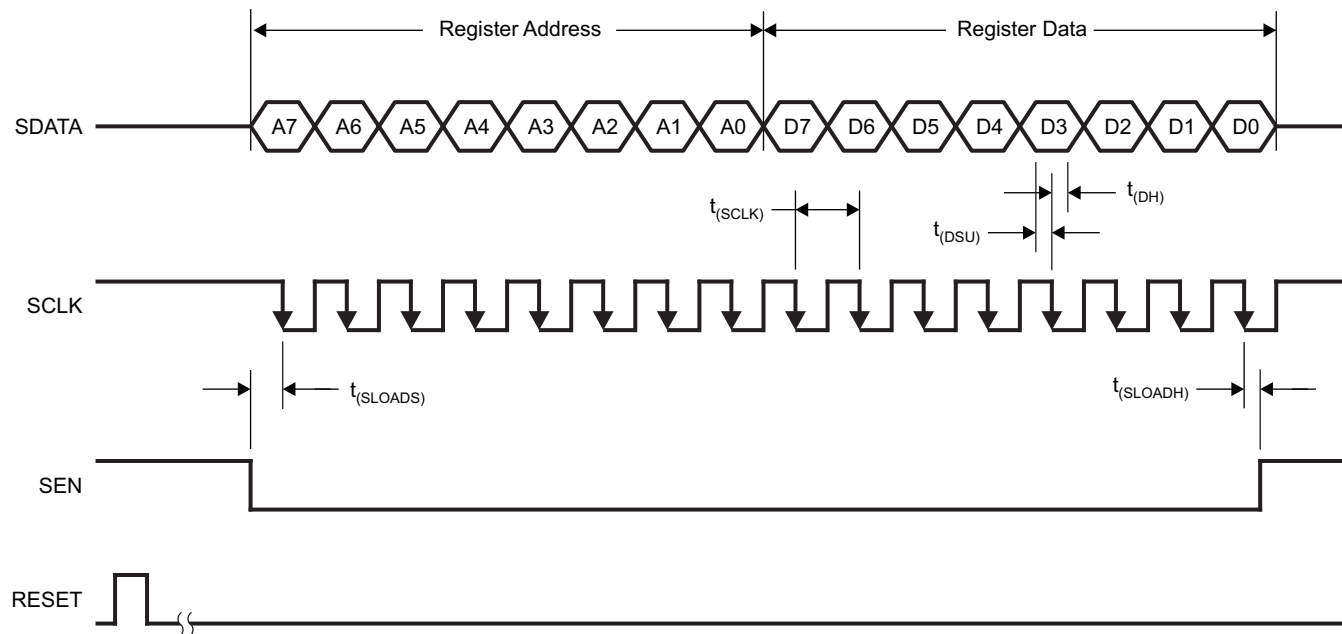 Register Address
Register Data
SDATA
A7 A6 A5 A4 A3 A2 A1 A0 D7 D6 D5 D4 D3 D2 D1 D0
t(SCLK)
t(DH)
t(DSU)
SCLK
t(SLOADS)
t(SLOADH)
SEN
RESET